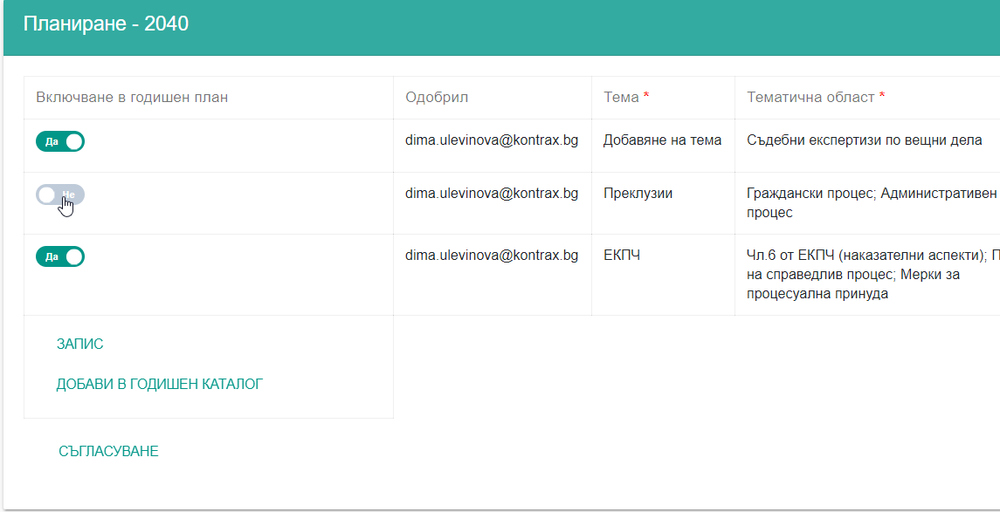 Планиране - 2040
Включване в годишен план
Одобрил
Тема *
Тематична област *
Да
dima.ulevinova@kontrax.bg
Добавяне на тема
Съдебни експертизи по вещни дела
Не
dima.ulevinova@kontrax.bg
Преклузии
Граждански процес; Административен
процес
Да
dima.ulevinova@kontrax.bg
ЕКПЧ
Чл.6 от ЕКПЧ (наказателни аспекти);
на справедлив процес; Мерки за
процесуална принуда
ЗАПИС
ДОБАВИ В ГОДИШЕН КАТАЛОГ
СЪГЛАСУВАНЕ